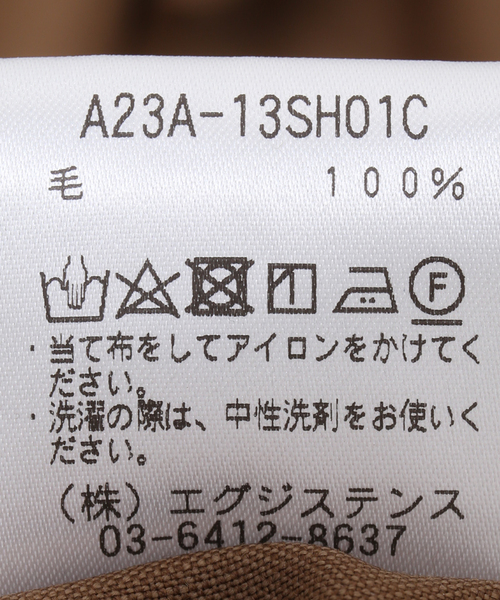 A23A-13SH01C
毛 100%
F
・当て布をしてアイロンをかけてく
ださい。
・洗濯の際は、中性洗剤をお使いく
ださい。
(株)エグジステンス
03-6412-8637